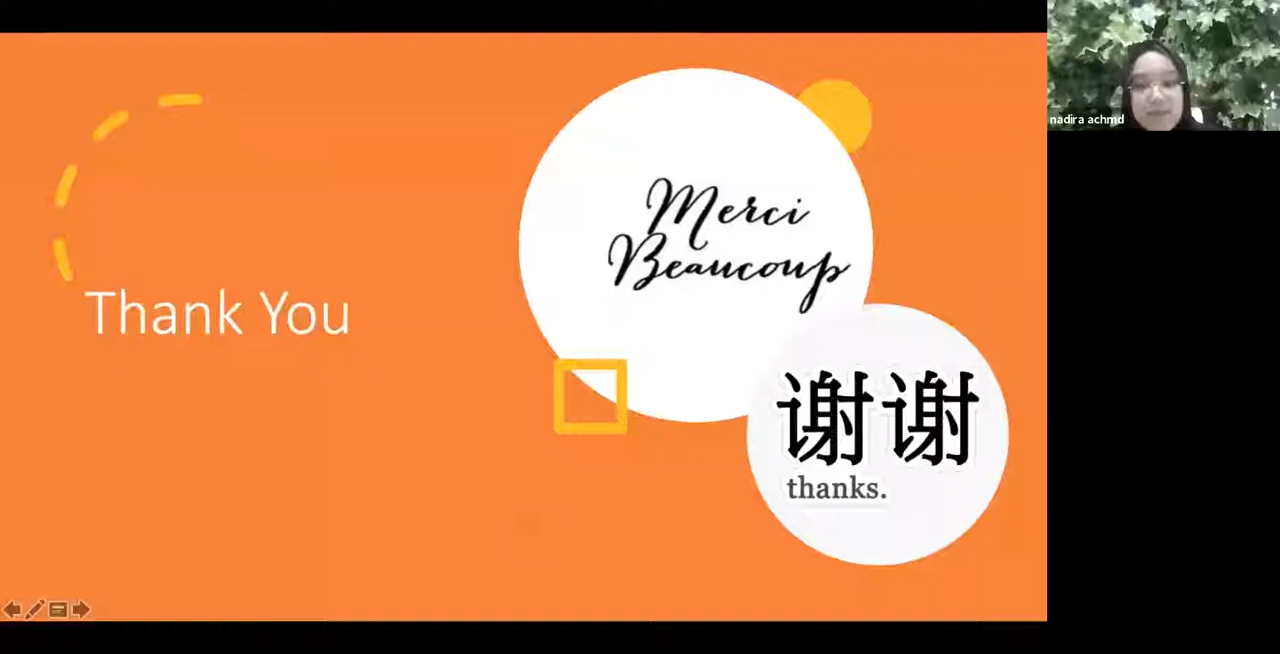 nadira achmd
Merci
Beaucoup
Thank You
谢谢
thanks.